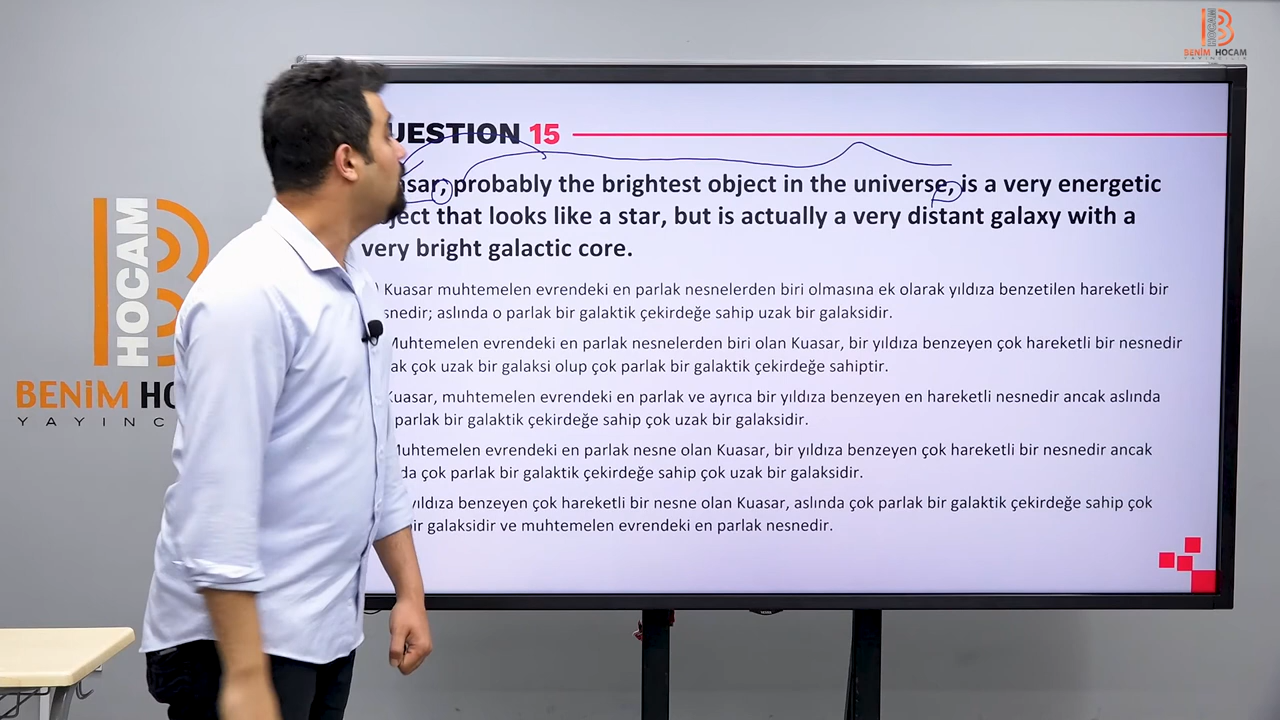 BENİM HOCAM
YAYINCILIK
HOCAM
BENİM
YAYINC
UESTION 15
asar, probably the brightest object in the universe, is a very energetic
ject that looks like a star, but is actually a very distant galaxy with a
very bright galactic core.
) Kuasar muhtemelen evrendeki en parlak nesnelerden biri olmasına ek olarak yıldıza benzetilen hareketli bir
snedir; aslında o parlak bir galaktik çekirdeğe sahip uzak bir galaksidir.
Muhtemelen evrendeki en parlak nesnelerden biri olan Kuasar, bir yıldıza benzeyen çok hareketli bir nesnedir
ak çok uzak bir galaksi olup çok parlak bir galaktik çekirdeğe sahiptir.
Kuasar, muhtemelen evrendeki en parlak ve ayrıca bir yıldıza benzeyen en hareketli nesnedir ancak aslında
parlak bir galaktik çekirdeğe sahip çok uzak bir galaksidir.
Muhtemelen evrendeki en parlak nesne olan Kuasar, bir yıldıza benzeyen çok hareketli bir nesnedir ancak
da çok parlak bir galaktik çekirdeğe sahip çok uzak bir galaksidir.
yıldıza benzeyen çok hareketli bir nesne olan Kuasar, aslında çok parlak bir galaktik çekirdeğe sahip çok
ir galaksidir ve muhtemelen evrendeki en parlak nesnedir.